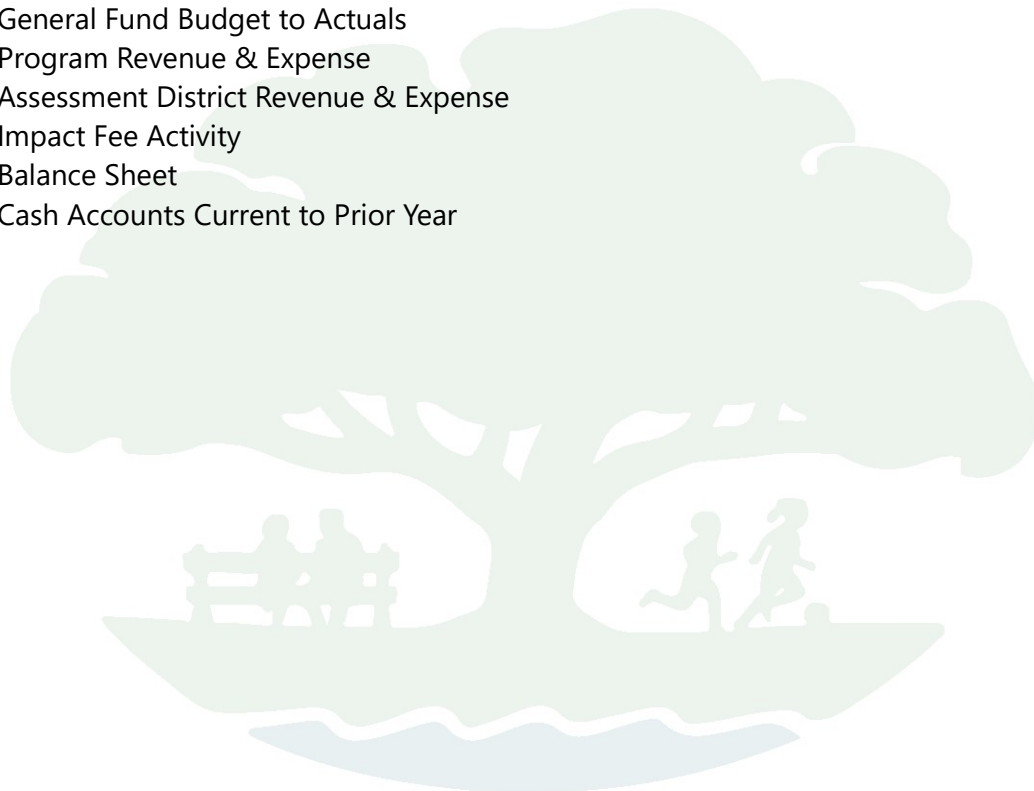 General Fund Budget to Actuals
Program Revenue & Expense
Assessment District Revenue & Expense
Impact Fee Activity
Balance Sheet
Cash Accounts Current to Prior Year